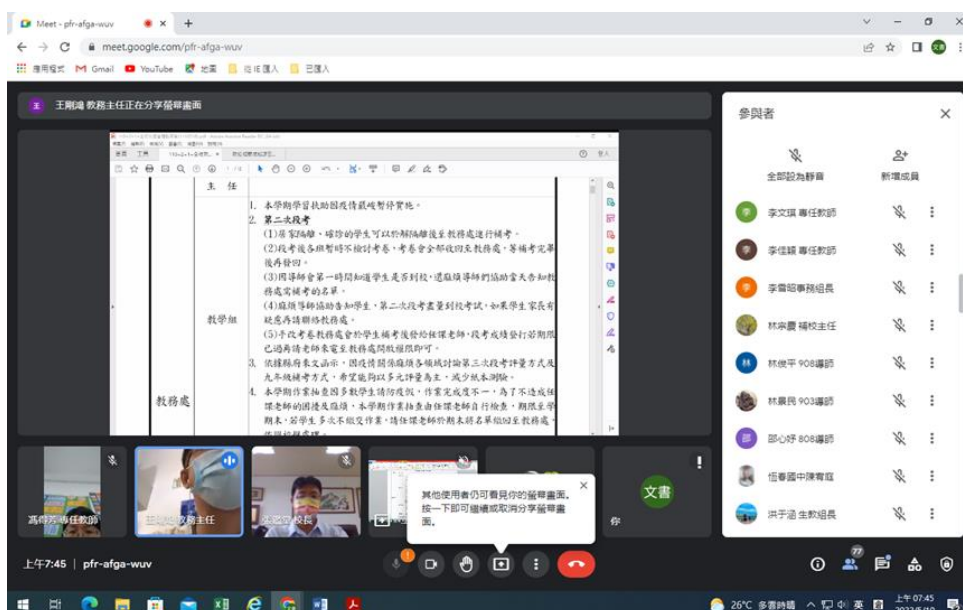 Meet - pfr-afga-wuv
meet.google.com/pfr-afga-wuv
應用程式 Gmail YouTube 地圖 已匯入
王剛鴻 教務主任正在分享螢幕畫面
首頁 工具
登入
主 任
1. 本學期學習扶助因疫情嚴峻暫停實施。
2. 第二次段考
(1)居家隔離、確診的學生可以於解隔離後至教務處進行補考。
(2)段考後各班暫時不檢討考卷，考卷會全部收回至教務處，等補考完畢
後再發回。
(3)因導師會第一時間知道學生是否到校，還麻煩導師們協助當天告知教
務處需補考的名單。
(4)麻煩導師協助告知學生，第二次段考盡量到校考試，如果學生家長有
疑慮再請聯絡教務處。
教學組
(5)手改考卷教務處會於學生補考後發給任課老師，段考成績登打若期限
已過再請老師來電至教務處開放權限即可。
3. 依據縣府來文函示，因疫情關係麻煩各領域討論第三次段考評量方式及
九年級補考方式，希望能夠以多元評量為主，減少紙本測驗。
4. 本學期作業抽查因多數學生請防疫假，作業完成度不一，為了不造成任
課老師的困擾及麻煩，本學期作業抽查由任課老師自行檢查，期限至學
教務處
期末，若學生多次不繳交作業，請任課老師於期末將名單繳回至教務處，
參與者
全部設為靜音 新增成員
李文琪 專任教師
李佳穎 專任教師
李雪昭事務組長
林宗慶 補校主任
林俊平 908導師
林景民 903導師
邵心妤 808導師
恆春國中陳宥庭
洪于涵 生教組長
專任教師
教務主任
校長
文書
你
其他使用者仍可看見你的螢幕畫面。
按一下即可繼續或取消分享螢幕畫
面。
上午7:45 | pfr-afga-wuv
77
26°C 多雲時晴 英 上午 07:45